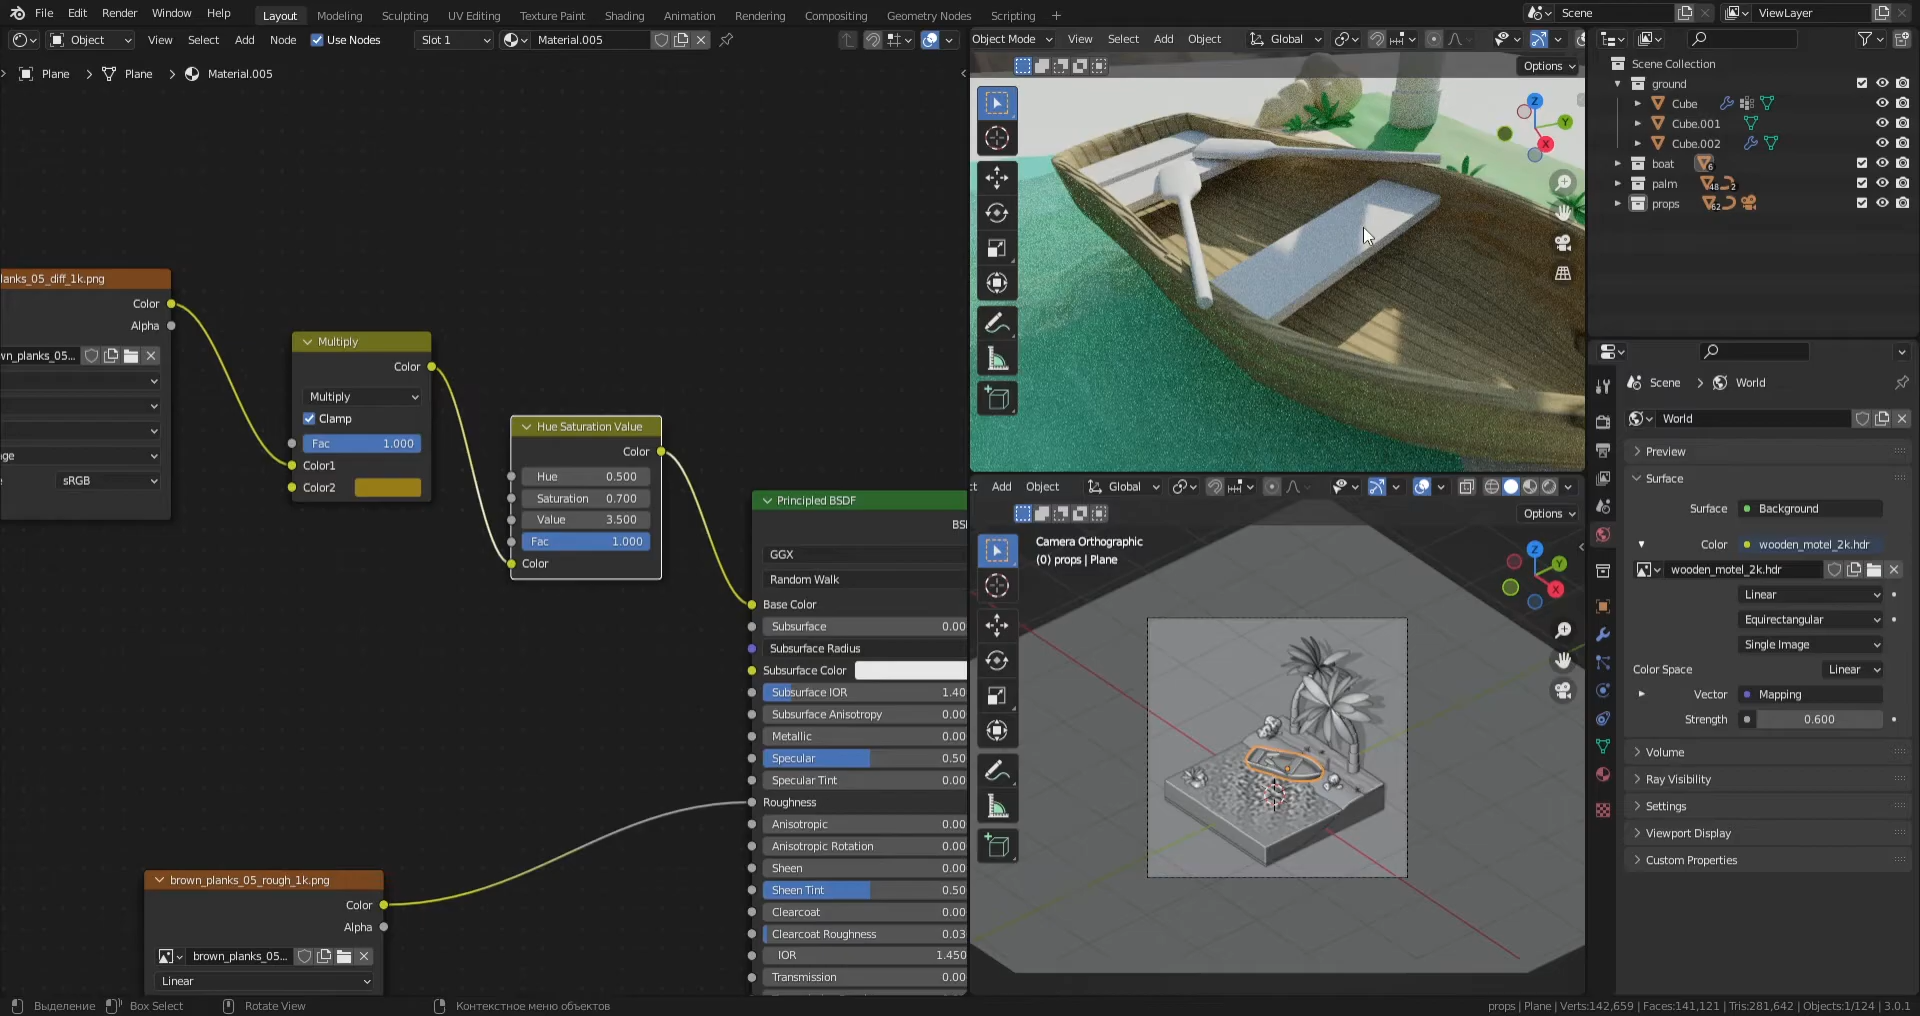 File Edit Render Window Help Layout Modeling Sculpting UV Editing Texture Paint Shading Animation Rendering Compositing Geometry Nodes Scripting Scene ViewLayer
Object View Select Add Node Use Nodes Slot 1 Material.005
Plane Plane Material.005
lanks_05_diff_1k.png
Color
Alpha
vn_planks_05...
ge
sRGB
Multiply
Color
Multiply
Clamp
Fac 1.000
Color1
Color2
Hue Saturation Value
Color
Hue 0.500
Saturation 0.700
Value 3.500
Fac 1.000
Color
Principled BSDF
BS
GGX
Random Walk
Base Color
Subsurface 0.00
Subsurface Radius
Subsurface Color
Subsurface IOR 1.40
Subsurface Anisotropy 0.00
Metallic 0.00
Specular 0.50
Specular Tint 0.00
Roughness
Anisotropic 0.00
Anisotropic Rotation 0.00
Sheen 0.00
Sheen Tint 0.50
Clearcoat 0.00
Clearcoat Roughness 0.03
IOR 1.450
Transmission 0.00
brown_planks_05_rough_1k.png
Color
Alpha
brown_planks_05...
Linear
Object Mode View Select Add Object Global
Options
Z
Y
X
ct Add Object Global
Options
Camera Orthographic
(0) props | Plane
Z
Y
X
Scene Collection
ground
Cube
Cube.001
Cube.002
boat 6
palm 48 2
props 62
Scene World
World
Preview
Surface
Surface Background
Color wooden_motel_2k.hdr
wooden_motel_2k.hdr
Linear
Equirectangular
Single Image
Color Space Linear
Vector Mapping
Strength 0.600
Volume
Ray Visibility
Settings
Viewport Display
Custom Properties
Выделение Box Select Rotate View Контекстное меню объектов props | Plane | Verts:142,659 | Faces:141,121 | Tris:281,642 | Objects:1/124 | 3.0.1